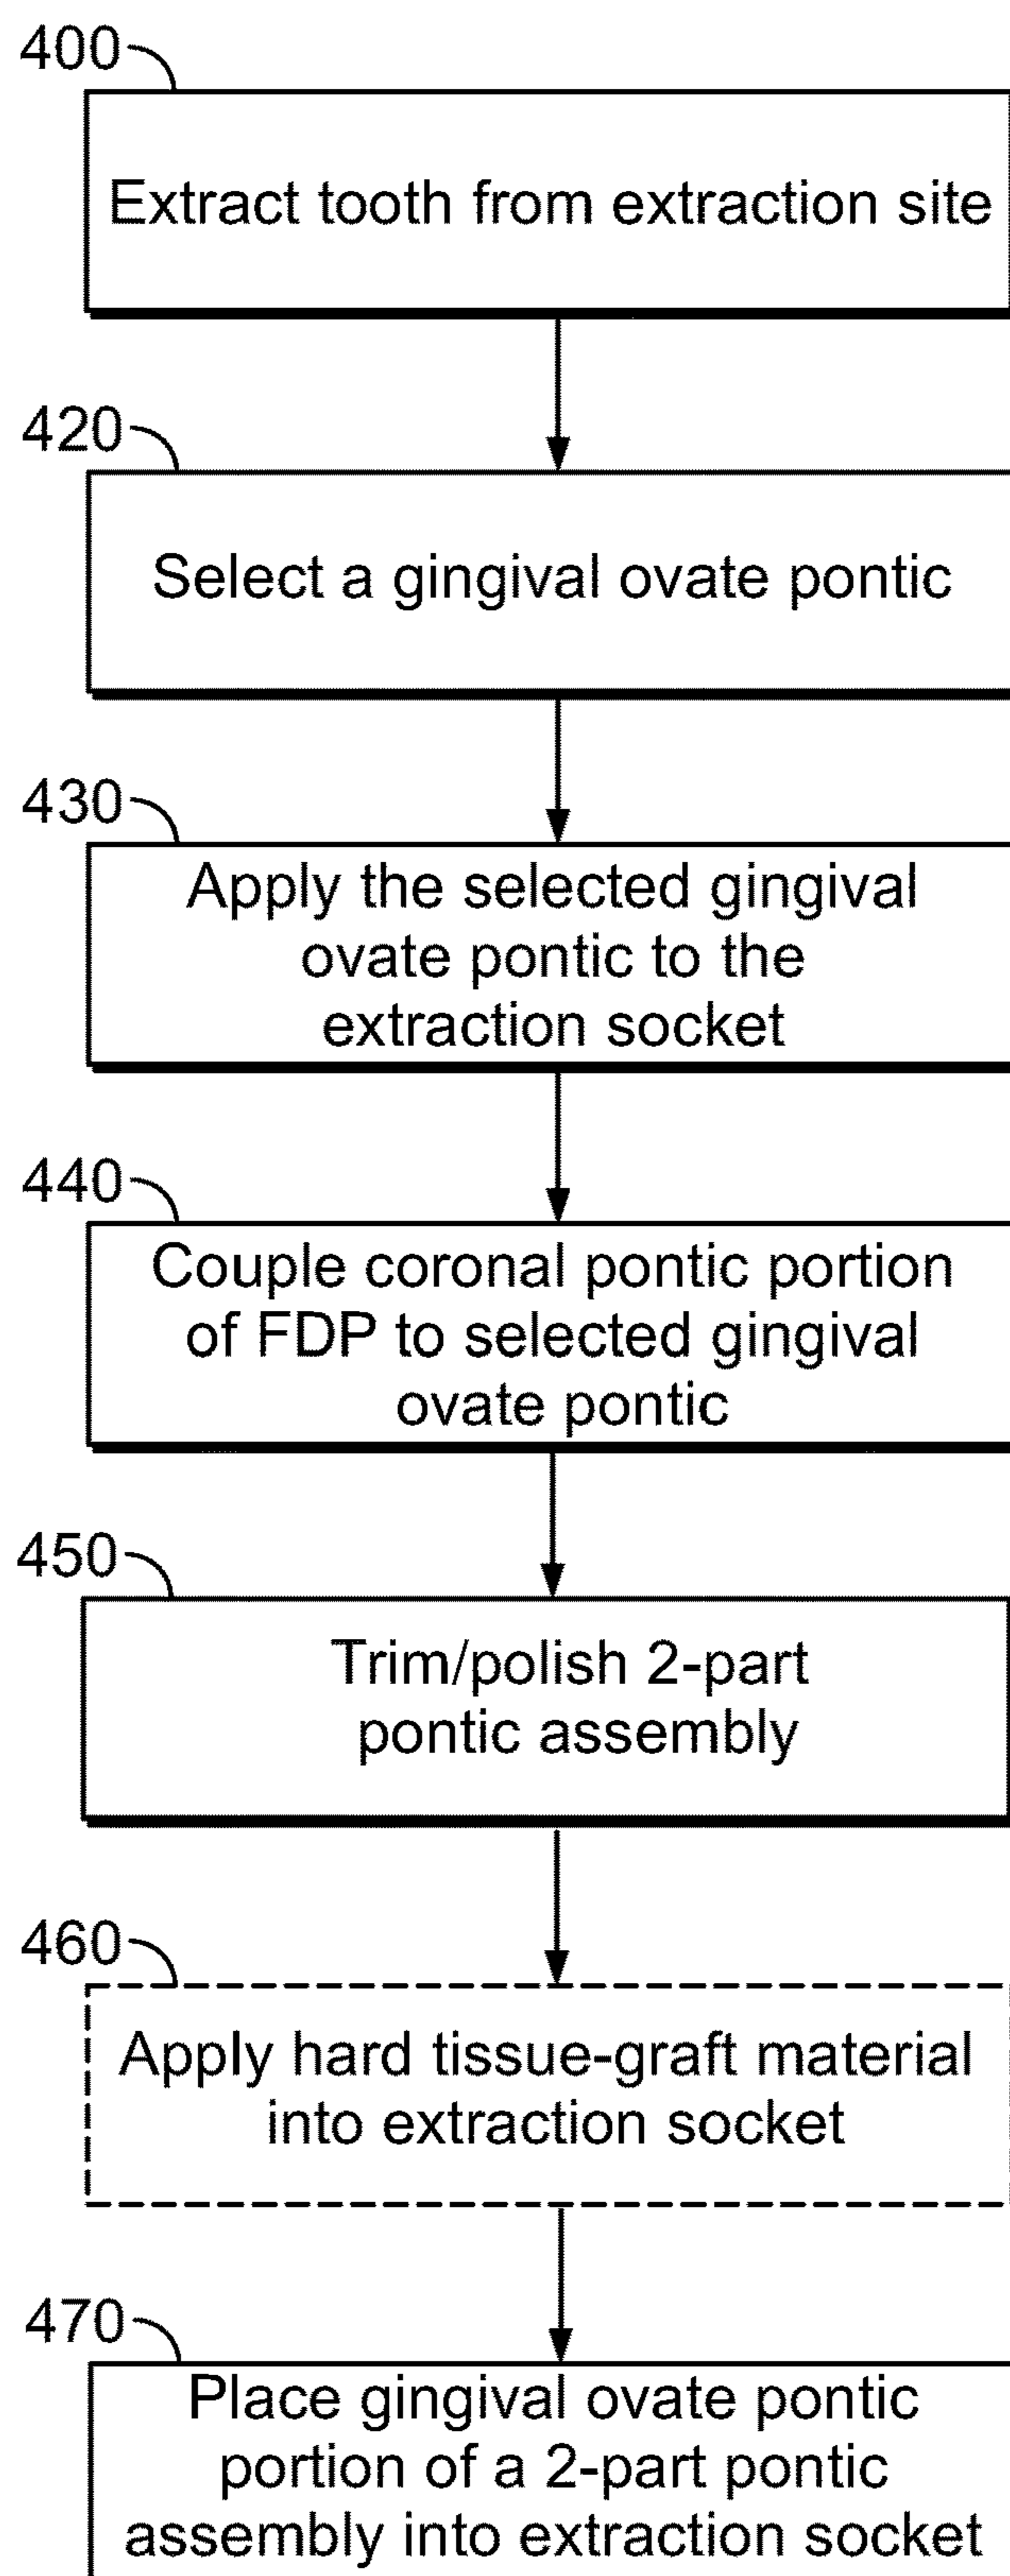 400
Extract tooth from extraction site
420
Select a gingival ovate pontic
430
Apply the selected gingival
ovate pontic to the
extraction socket
440
Couple coronal pontic portion
of FDP to selected gingival
ovate pontic
450
Trim/polish 2-part
pontic assembly
460
Apply hard tissue-graft material
into extraction socket
470
Place gingival ovate pontic
portion of a 2-part pontic
assembly into extraction socket